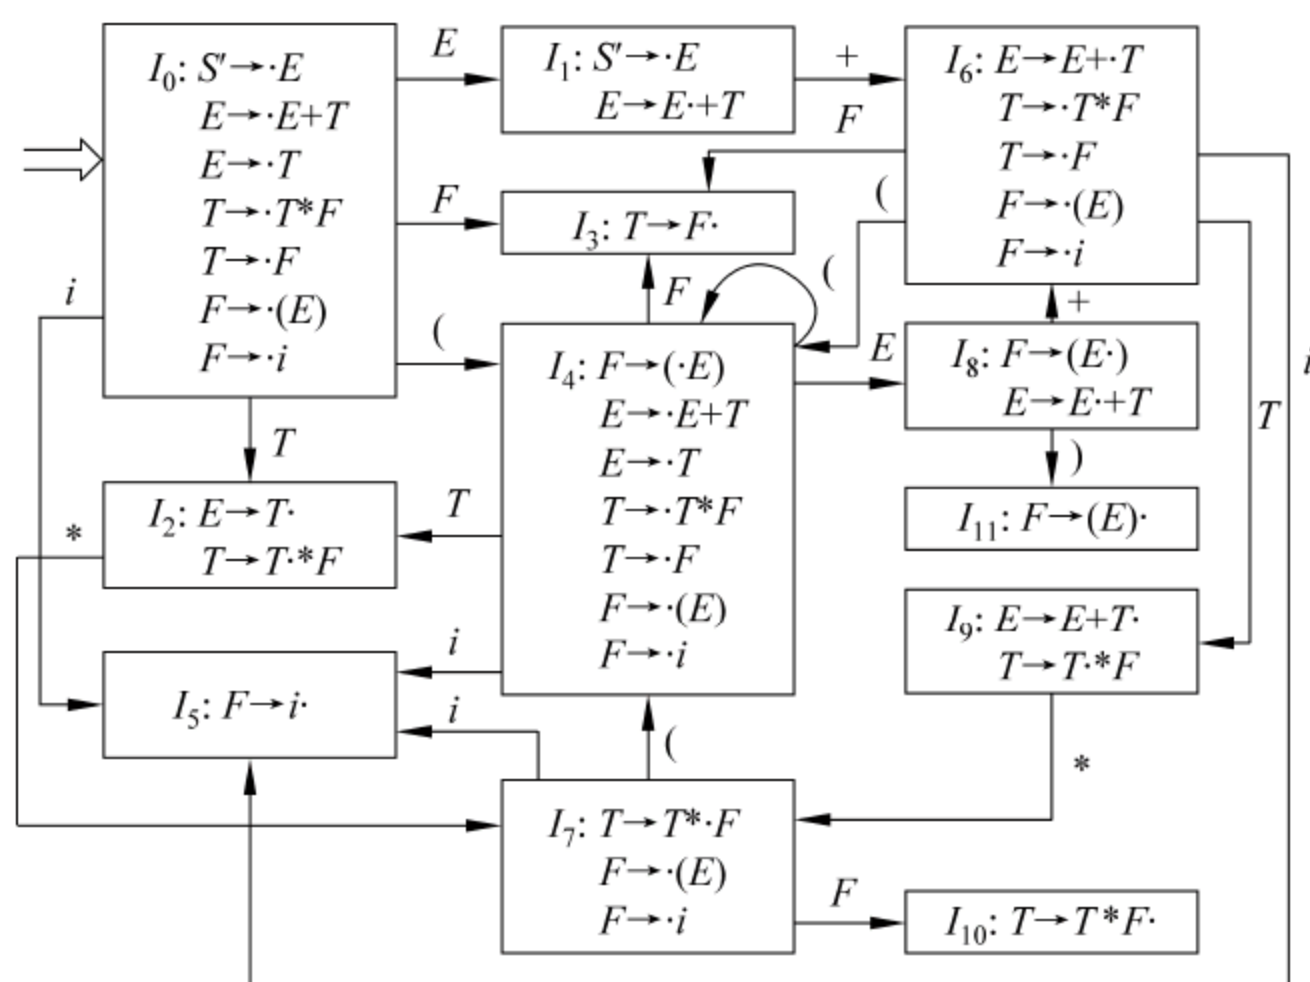 I₀: S′→·E
E→·E+T
E→·T
T→·T*F
T→·F
F→·(E)
F→·i
E
I₁: S′→·E
E→E·+T
+
I₆: E→E+·T
T→·T*F
T→·F
F→·(E)
F→·i
F
(
F
I₃: T→F·
i
(
F
(
+
E
I₄: F→(·E)
E→·E+T
E→·T
T→·T*F
T→·F
F→·(E)
F→·i
I₈: F→(E·)
E→E·+T
i
T
T
)
I₂: E→T·
T→T·*F
*
T
I₁₁: F→(E)·
I₉: E→E+T·
T→T·*F
i
I₅: F→i·
i
(
*
I₇: T→T*·F
F→·(E)
F→·i
F
I₁₀: T→T*F·